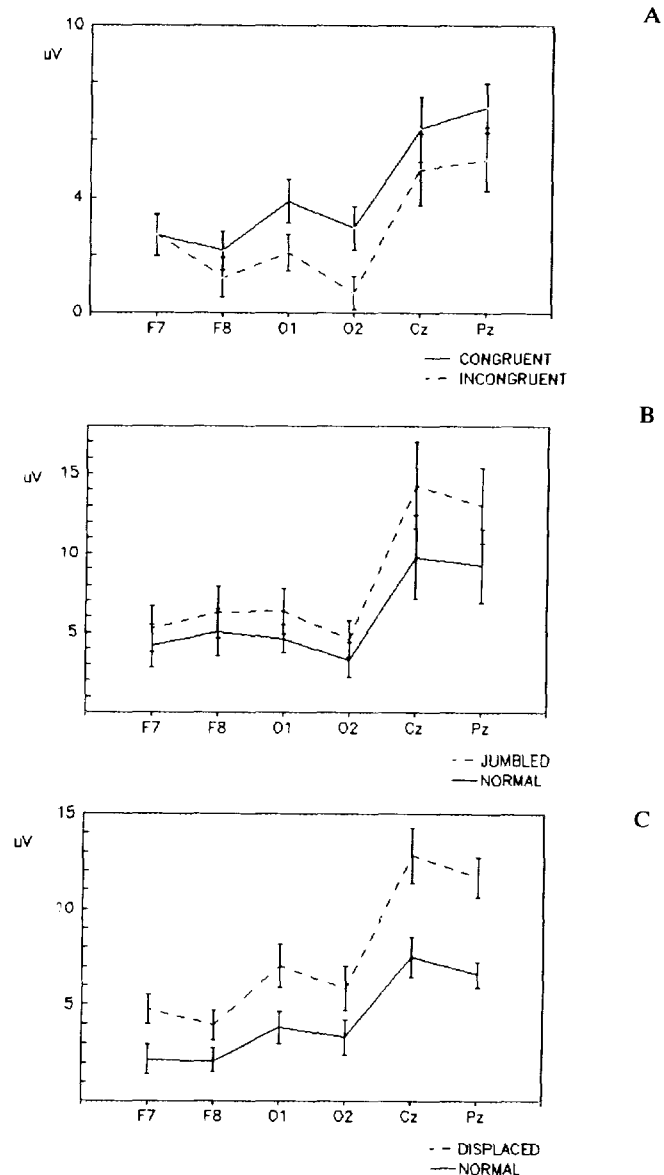 A
10
uV
4
0
F7 F8 O1 O2 Cz Pz
CONGRUENT
INCONGRUENT
B
15
uV
10
5
F7 F8 O1 O2 Cz Pz
JUMBLED
NORMAL
15
C
uV
10
5
F7 F8 O1 O2 Cz Pz
DISPLACED
NORMAL